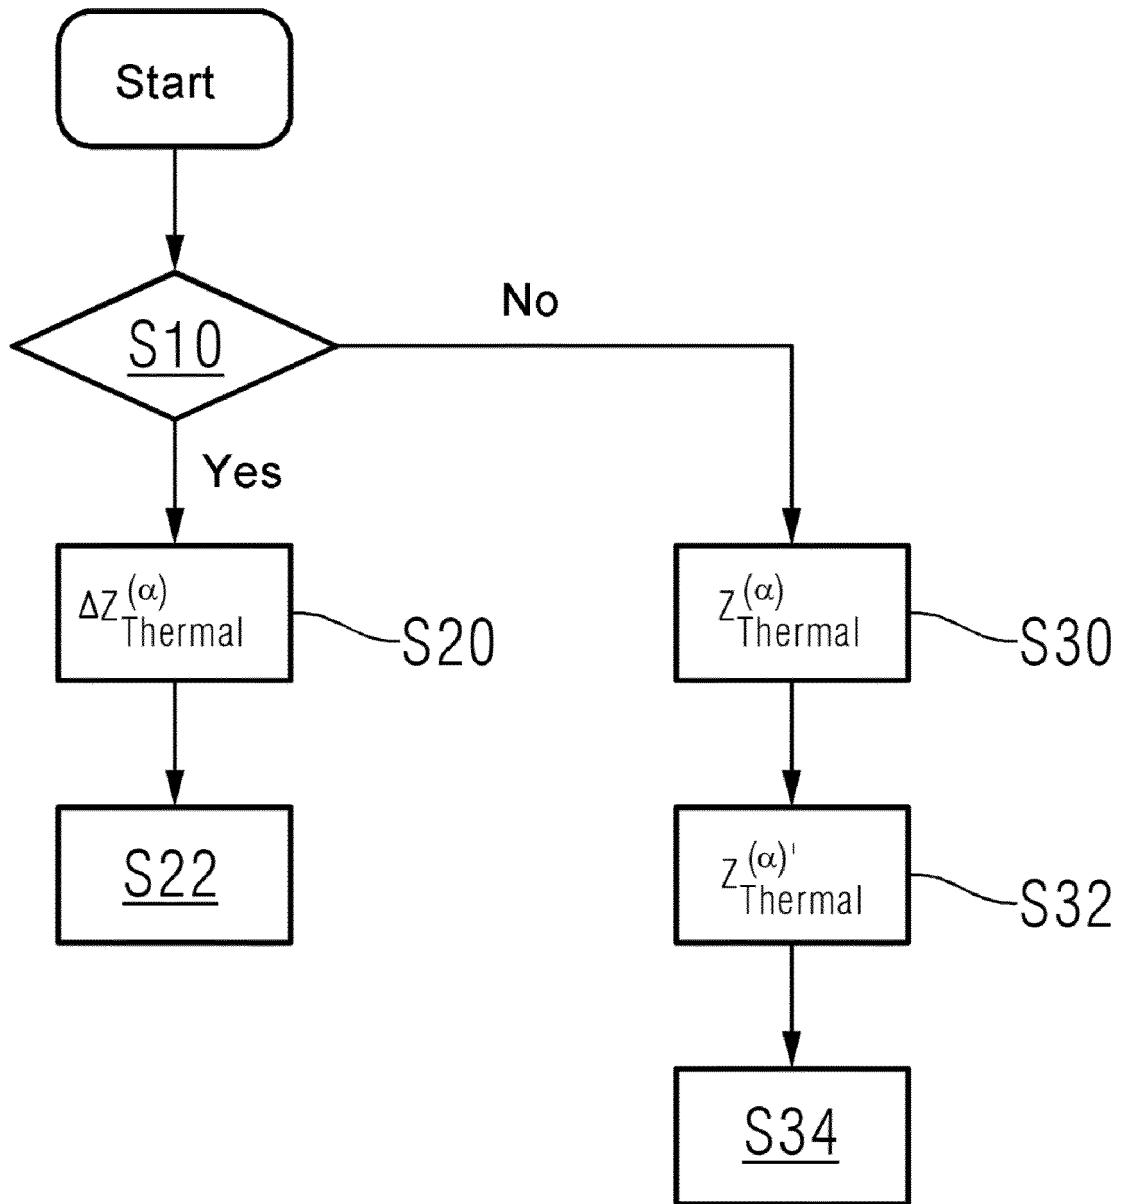 Start
S10
No
Yes
ΔZ(α)Thermal
S20
Z(α)Thermal
S30
S22
Z(α)'Thermal
S32
S34